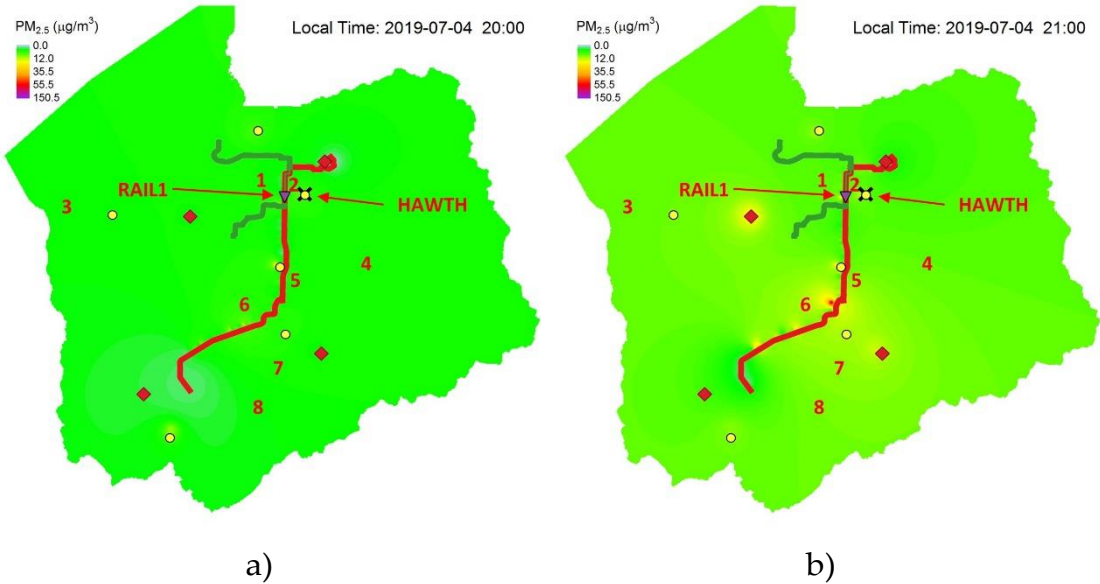 PM2.5 (µg/m³)
0.0
12.0
35.5
55.5
150.5
Local Time: 2019-07-04 20:00
1
2
RAIL1
3
HAWTH
4
5
6
7
8
a)
PM2.5 (µg/m³)
0.0
12.0
35.5
55.5
150.5
Local Time: 2019-07-04 21:00
1
2
RAIL1
3
HAWTH
4
5
6
7
8
b)